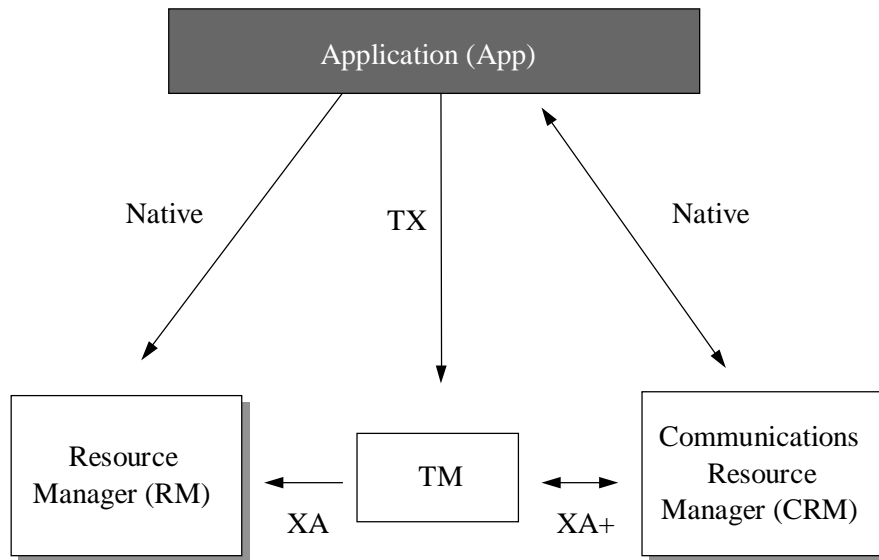 Application (App)
Native
TX
Native
Resource
Manager (RM)
TM
Communications
Resource
Manager (CRM)
XA
XA+